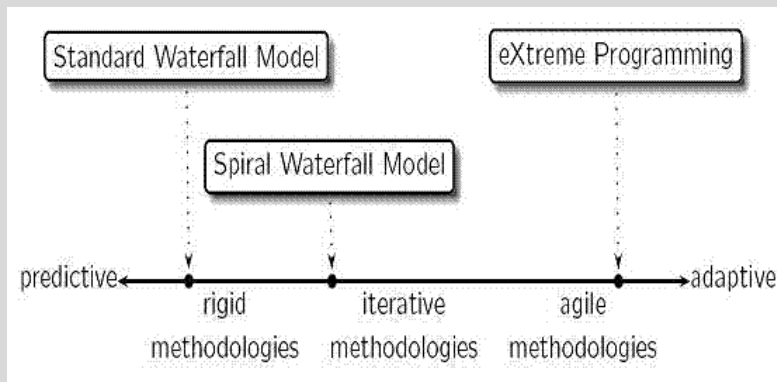 Standard Waterfall Model
eXtreme Programming
Spiral Waterfall Model
predictive
adaptive
rigid
methodologies
iterative
methodologies
agile
methodologies